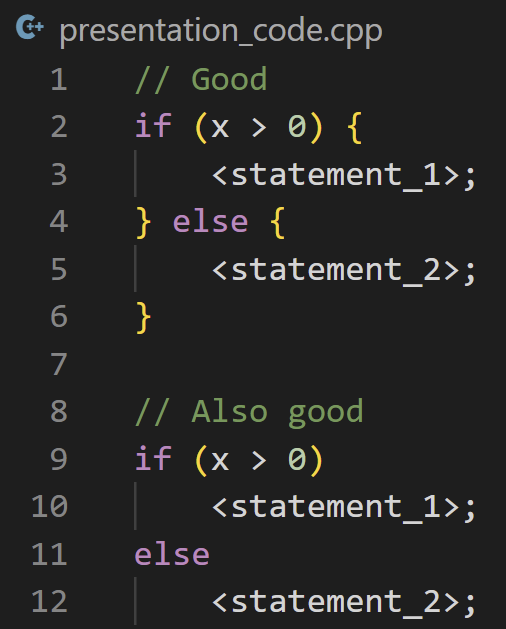 presentation_code.cpp
1 // Good
2 if (x > 0) {
3 <statement_1>;
4 } else {
5 <statement_2>;
6 }
7
8 // Also good
9 if (x > 0)
10 <statement_1>;
11 else
12 <statement_2>;